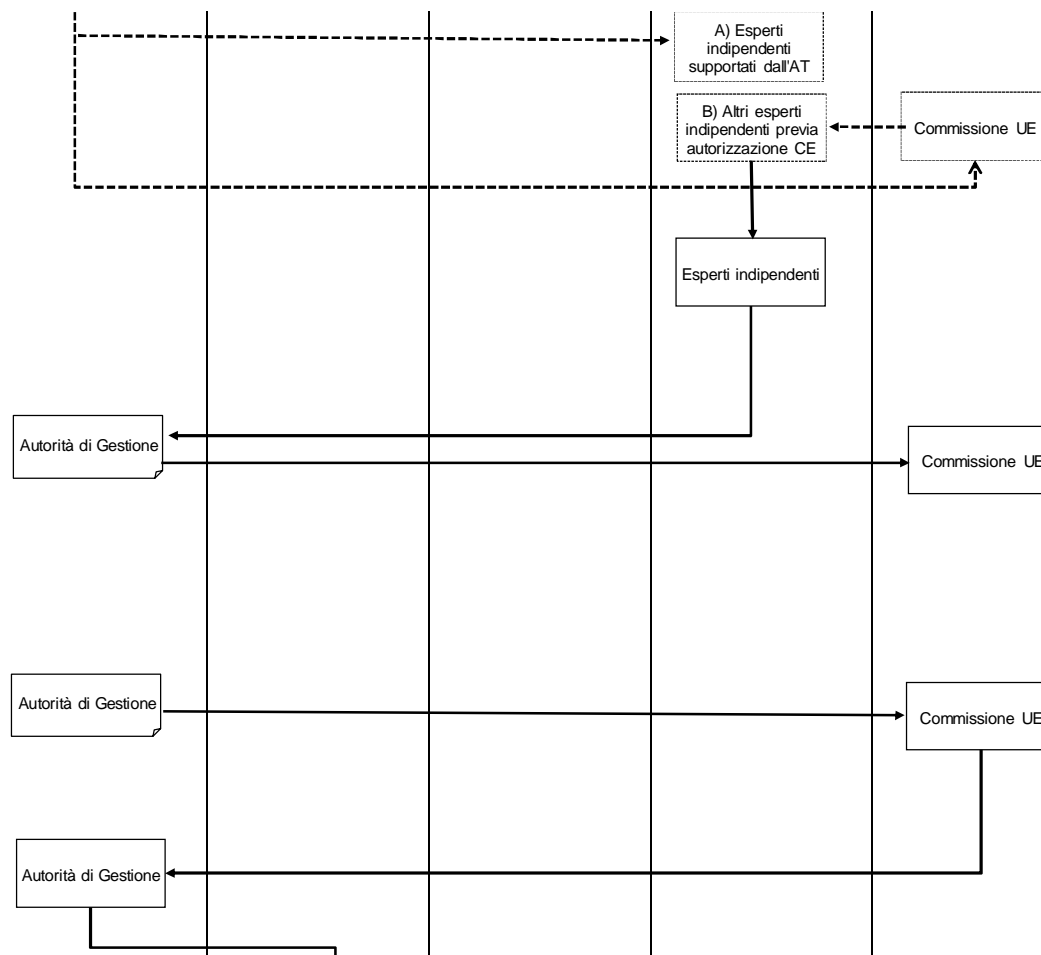 A) Esperti
indipendenti
supportati dall'AT
B) Altri esperti
indipendenti previa
autorizzazione CE
Commissione UE
Esperti indipendenti
Autorità di Gestione
Commissione UE
Autorità di Gestione
Commissione UE
Autorità di Gestione